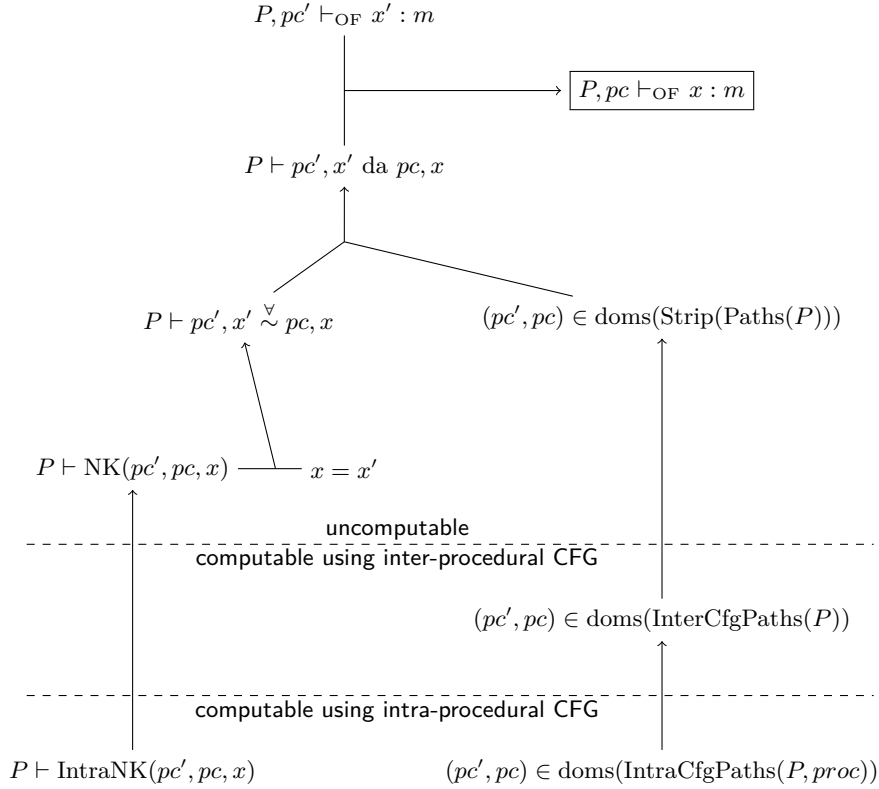 P, pc′ ⊢OF x′ : m
P, pc ⊢OF x : m
P ⊢ pc′, x′ da pc, x
P ⊢ pc′, x′ ∀∼ pc, x
(pc′, pc) ∈ doms(Strip(Paths(P)))
P ⊢ NK(pc′, pc, x)
x = x′
uncomputable
computable using inter-procedural CFG
(pc′, pc) ∈ doms(InterCfgPaths(P))
computable using intra-procedural CFG
P ⊢ IntraNK(pc′, pc, x)
(pc′, pc) ∈ doms(IntraCfgPaths(P, proc))